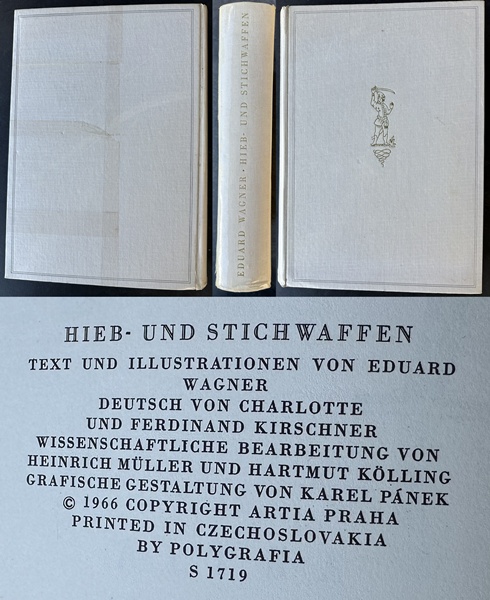 EDUARD WAGNER · HIEB- UND STICHWAFFEN
HIEB- UND STICHWAFFEN
TEXT UND ILLUSTRATIONEN VON EDUARD
WAGNER
DEUTSCH VON CHARLOTTE
UND FERDINAND KIRSCHNER
WISSENSCHAFTLICHE BEARBEITUNG VON
HEINRICH MÜLLER UND HARTMUT KÖLLING
GRAFISCHE GESTALTUNG VON KAREL PÁNEK
© 1966 COPYRIGHT ARTIA PRAHA
PRINTED IN CZECHOSLOVAKIA
BY POLYGRAFIA
S 1719